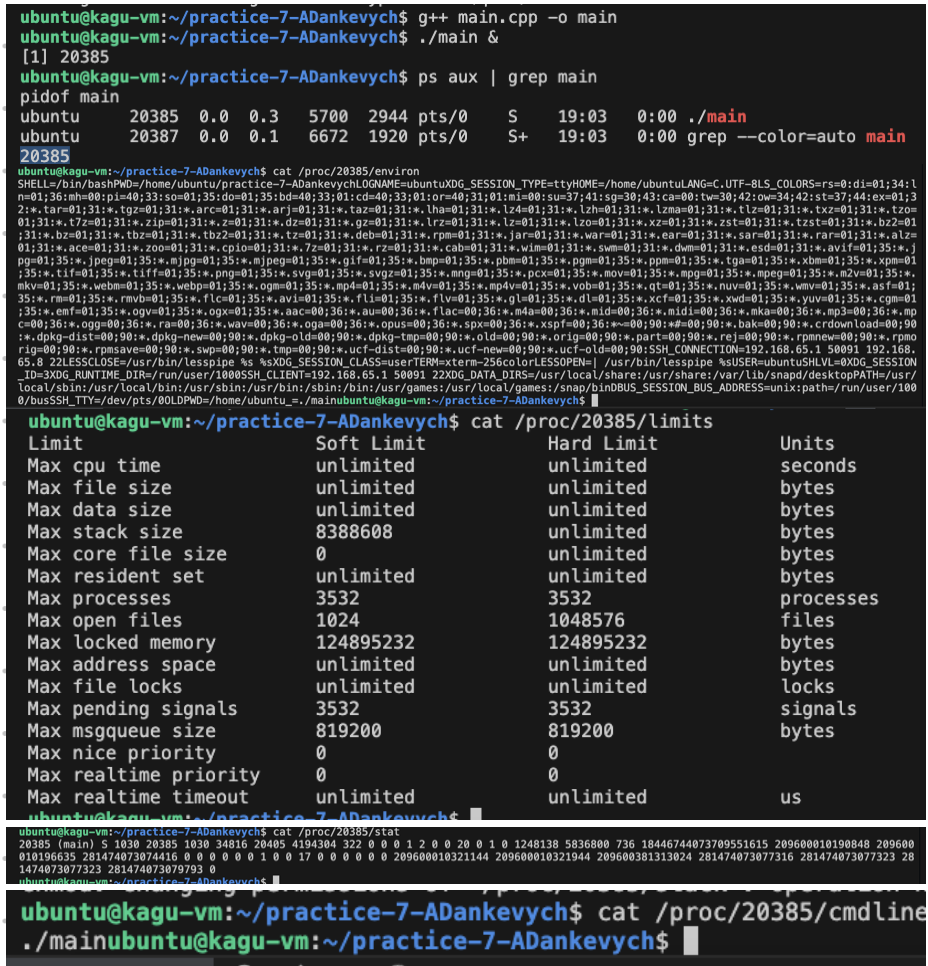 ubuntu@kagu-vm:~/practice-7-ADankevych$ g++ main.cpp -o main
ubuntu@kagu-vm:~/practice-7-ADankevych$ ./main &
[1] 20385
ubuntu@kagu-vm:~/practice-7-ADankevych$ ps aux | grep main
pidof main
ubuntu 20385 0.0 0.3 5700 2944 pts/0 S 19:03 0:00 ./main
ubuntu 20387 0.0 0.1 6672 1920 pts/0 S+ 19:03 0:00 grep --color=auto main
20385
ubuntu@kagu-vm:~/practice-7-ADankevych$ cat /proc/20385/environ
SHELL=/bin/bashPWD=/home/ubuntu/practice-7-ADankevychLOGNAME=ubuntuXDG_SESSION_TYPE=ttyHOME=/home/ubuntuLANG=C.UTF-8LS_COLORS=rs=0:di=01;34:l
n=01;36:mh=00:pi=40;33:so=01;35:do=01;35:bd=40;33;01:cd=40;33;01:or=40;31;01:mi=00:su=37;41:sg=30;43:ca=00:tw=30;42:ow=34;42:st=37;44:ex=01;3
2:*.tar=01;31:*.tgz=01;31:*.arc=01;31:*.arj=01;31:*.taz=01;31:*.lha=01;31:*.lz4=01;31:*.lzh=01;31:*.lzma=01;31:*.tlz=01;31:*.txz=01;31:*.tzo=
01;31:*.t7z=01;31:*.zip=01;31:*.z=01;31:*.dz=01;31:*.gz=01;31:*.lrz=01;31:*.lz=01;31:*.lzo=01;31:*.xz=01;31:*.zst=01;31:*.tzst=01;31:*.bz2=01
;31:*.bz=01;31:*.tbz=01;31:*.tbz2=01;31:*.tz=01;31:*.deb=01;31:*.rpm=01;31:*.jar=01;31:*.war=01;31:*.ear=01;31:*.sar=01;31:*.rar=01;31:*.alz=
01;31:*.ace=01;31:*.zoo=01;31:*.cpio=01;31:*.7z=01;31:*.rz=01;31:*.cab=01;31:*.wim=01;31:*.swm=01;31:*.dwm=01;31:*.esd=01;31:*.avif=01;35:*.j
pg=01;35:*.jpeg=01;35:*.mjpg=01;35:*.mjpeg=01;35:*.gif=01;35:*.bmp=01;35:*.pbm=01;35:*.pgm=01;35:*.ppm=01;35:*.tga=01;35:*.xbm=01;35:*.xpm=01
;35:*.tif=01;35:*.tiff=01;35:*.png=01;35:*.svg=01;35:*.svgz=01;35:*.mng=01;35:*.pcx=01;35:*.mov=01;35:*.mpg=01;35:*.mpeg=01;35:*.m2v=01;35:*.
mkv=01;35:*.webm=01;35:*.webp=01;35:*.ogm=01;35:*.mp4=01;35:*.m4v=01;35:*.mp4v=01;35:*.vob=01;35:*.qt=01;35:*.nuv=01;35:*.wmv=01;35:*.asf=01;
35:*.rm=01;35:*.rmvb=01;35:*.flc=01;35:*.avi=01;35:*.fli=01;35:*.flv=01;35:*.gl=01;35:*.dl=01;35:*.xcf=01;35:*.xwd=01;35:*.yuv=01;35:*.cgm=01
;35:*.emf=01;35:*.ogv=01;35:*.ogx=01;35:*.aac=00;36:*.au=00;36:*.flac=00;36:*.m4a=00;36:*.mid=00;36:*.midi=00;36:*.mka=00;36:*.mp3=00;36:*.mp
c=00;36:*.ogg=00;36:*.ra=00;36:*.wav=00;36:*.oga=00;36:*.opus=00;36:*.spx=00;36:*.xspf=00;36:*~=00;90:*#=00;90:*.bak=00;90:*.crdownload=00;90
:*.dpkg-dist=00;90:*.dpkg-new=00;90:*.dpkg-old=00;90:*.dpkg-tmp=00;90:*.old=00;90:*.orig=00;90:*.part=00;90:*.rej=00;90:*.rpmnew=00;90:*.rpmo
rig=00;90:*.rpmsave=00;90:*.swp=00;90:*.tmp=00;90:*.ucf-dist=00;90:*.ucf-new=00;90:*.ucf-old=00;90:SSH_CONNECTION=192.168.65.1 50091 192.168.
65.8 22LESSCLOSE=/usr/bin/lesspipe %s %sXDG_SESSION_CLASS=userTERM=xterm-256colorLESSOPEN=| /usr/bin/lesspipe %sUSER=ubuntuSHLVL=0XDG_SESSION
_ID=3XDG_RUNTIME_DIR=/run/user/1000SSH_CLIENT=192.168.65.1 50091 22XDG_DATA_DIRS=/usr/local/share:/usr/share:/var/lib/snapd/desktopPATH=/usr/
local/sbin:/usr/local/bin:/usr/sbin:/usr/bin:/sbin:/bin:/usr/games:/usr/local/games:/snap/binDBUS_SESSION_BUS_ADDRESS=unix:path=/run/user/100
0/busSSH_TTY=/dev/pts/0OLDPWD=/home/ubuntu_=./mainubuntu@kagu-vm:~/practice-7-ADankevych$
ubuntu@kagu-vm:~/practice-7-ADankevych$ cat /proc/20385/limits
Limit Soft Limit Hard Limit Units
Max cpu time unlimited unlimited seconds
Max file size unlimited unlimited bytes
Max data size unlimited unlimited bytes
Max stack size 8388608 unlimited bytes
Max core file size 0 unlimited bytes
Max resident set unlimited unlimited bytes
Max processes 3532 3532 processes
Max open files 1024 1048576 files
Max locked memory 124895232 124895232 bytes
Max address space unlimited unlimited bytes
Max file locks unlimited unlimited locks
Max pending signals 3532 3532 signals
Max msgqueue size 819200 819200 bytes
Max nice priority 0 0
Max realtime priority 0 0
Max realtime timeout unlimited unlimited us
ubuntu@kagu-vm:~/practice-7-ADankevych$
ubuntu@kagu-vm:~/practice-7-ADankevych$ cat /proc/20385/stat
20385 (main) S 1030 20385 1030 34816 20405 4194304 322 0 0 0 1 2 0 0 20 0 1 0 1248138 5836800 736 18446744073709551615 209600010190848 209600
010196635 281474073074416 0 0 0 0 0 0 1 0 0 17 0 0 0 0 0 0 209600010321144 209600010321944 209600381313024 281474073077316 281474073077323 28
1474073077323 281474073079793 0
ubuntu@kagu-vm:~/practice-7-ADankevych$
ubuntu@kagu-vm:~/practice-7-ADankevych$ cat /proc/20385/cmdline
./mainubuntu@kagu-vm:~/practice-7-ADankevych$